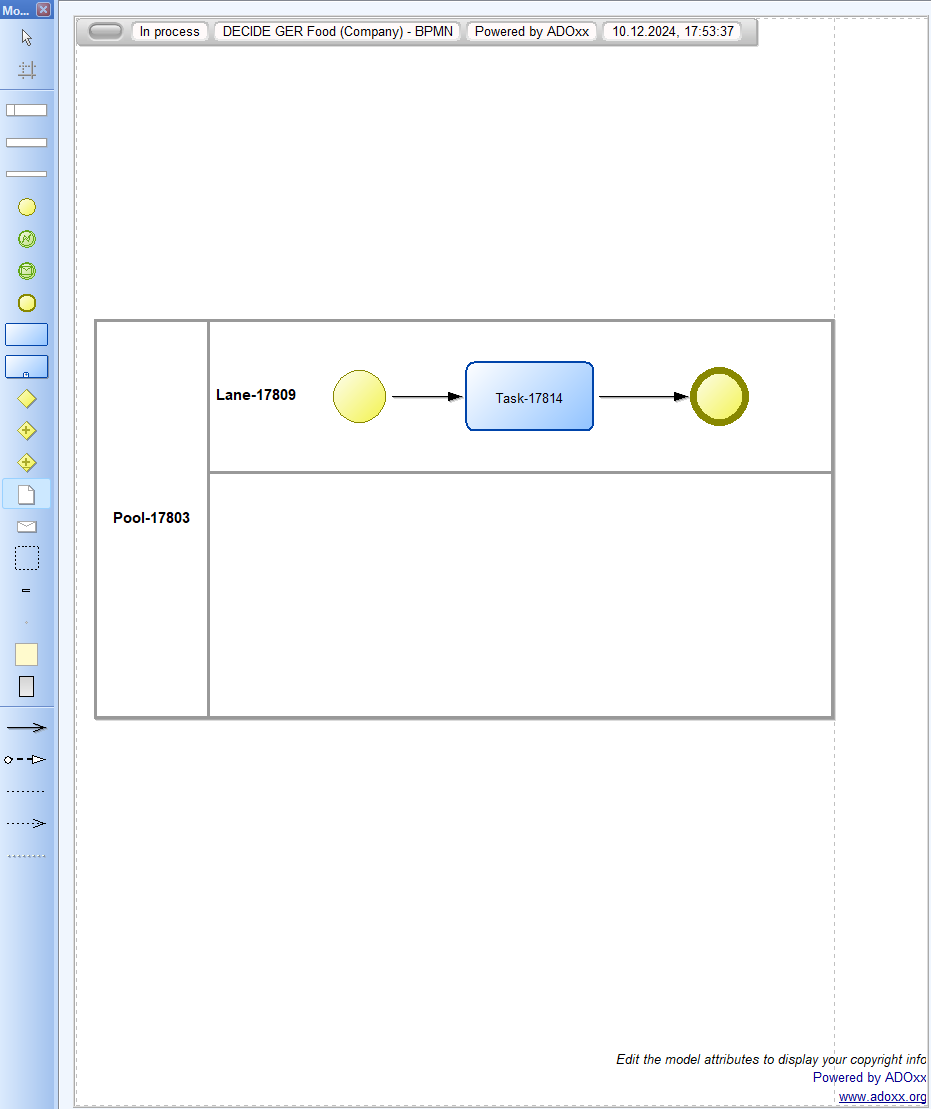 Mo...
In process
DECIDE GER Food (Company) - BPMN
Powered by ADOxx
10.12.2024, 17:53:37
Lane-17809
Task-17814
Pool-17803
Edit the model attributes to display your copyright info
Powered by ADOxx
www.adoxx.org